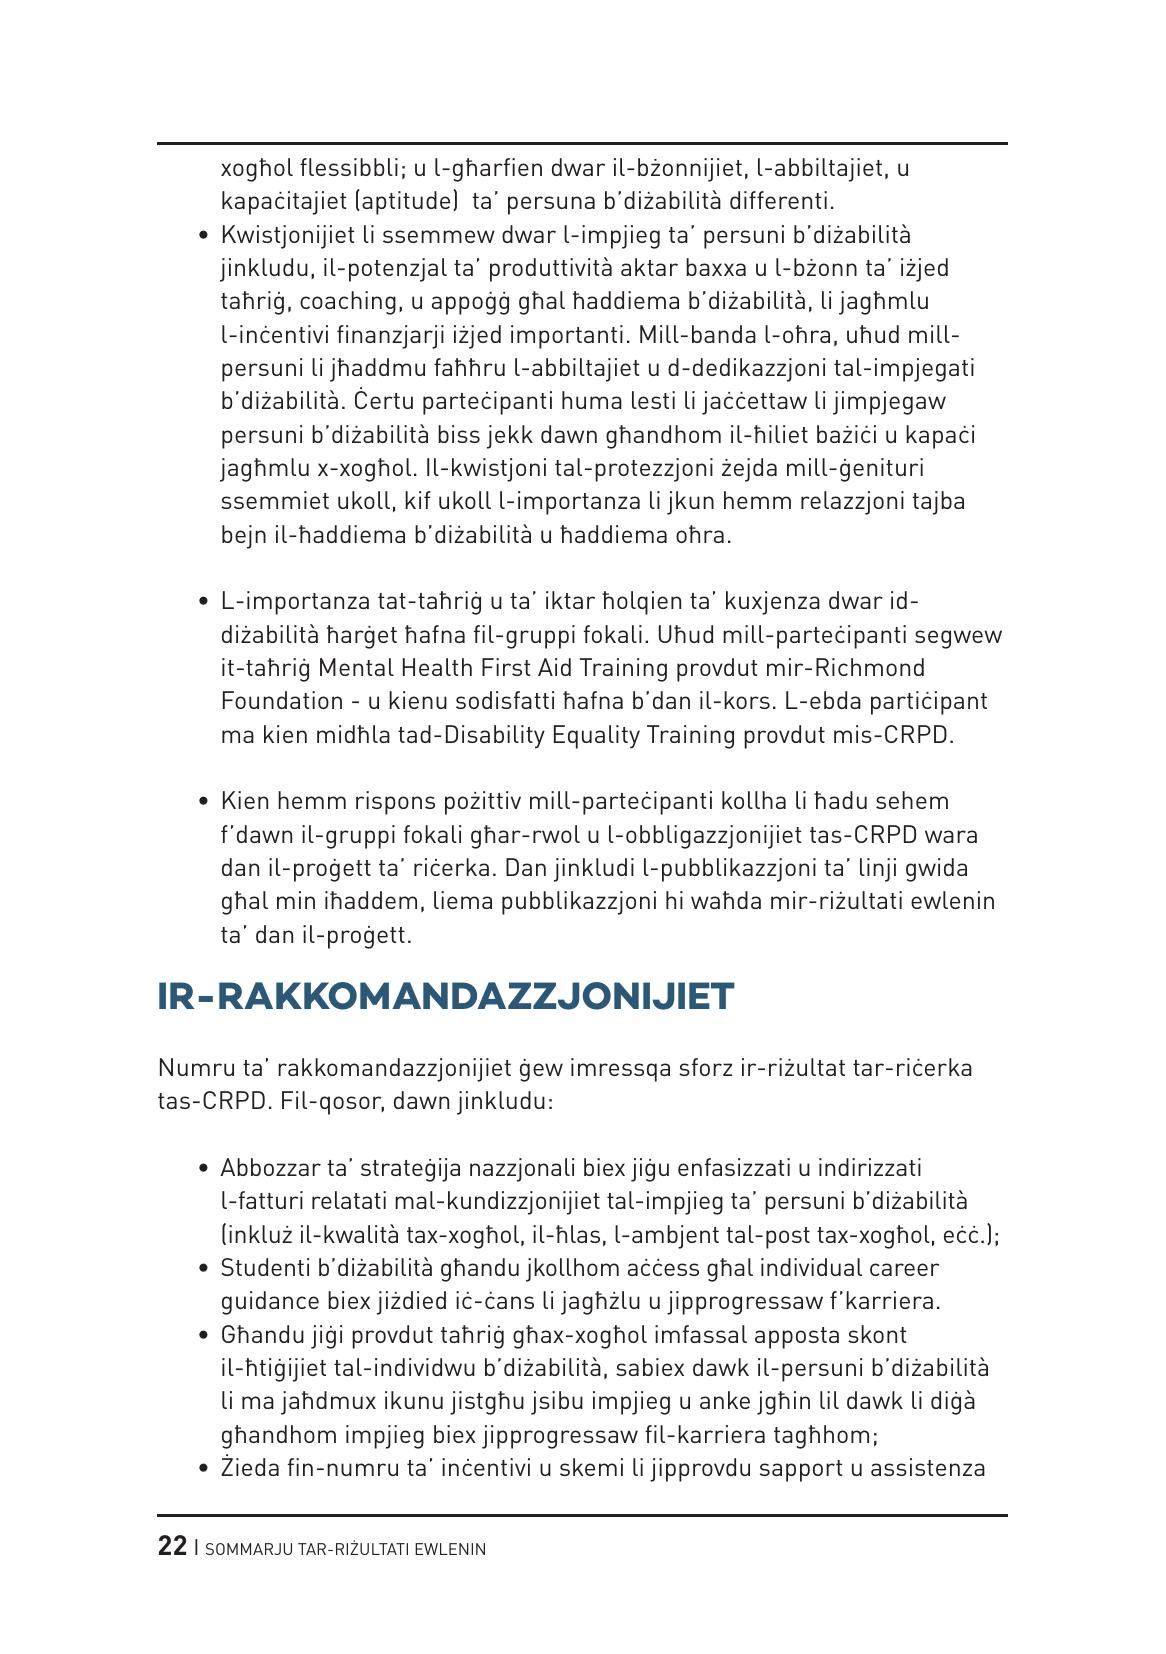 xogħol flessibbli; u l-għarfien dwar il-bżonnijiet, l-abbiltajiet, u
kapaċitajiet (aptitude)  ta’ persuna b’diżabilità differenti.
• Kwistjonijiet li ssemmew dwar l-impjieg ta’ persuni b’diżabilità
jinkludu, il-potenzjal ta’ produttività aktar baxxa u l-bżonn ta’ iżjed
taħriġ, coaching, u appoġġ għal ħaddiema b’diżabilità, li jagħmlu
l-inċentivi finanzjarji iżjed importanti. Mill-banda l-oħra, uħud mill-
persuni li jħaddmu faħħru l-abbiltajiet u d-dedikazzjoni tal-impjegati
b’diżabilità. Ċertu parteċipanti huma lesti li jaċċettaw li jimpjegaw
persuni b’diżabilità biss jekk dawn għandhom il-ħiliet bażiċi u kapaċi
jagħmlu x-xogħol. Il-kwistjoni tal-protezzjoni żejda mill-ġenituri
ssemmiet ukoll, kif ukoll l-importanza li jkun hemm relazzjoni tajba
bejn il-ħaddiema b’diżabilità u ħaddiema oħra.
• L-importanza tat-taħriġ u ta’ iktar ħolqien ta’ kuxjenza dwar id-
diżabilità ħarġet ħafna fil-gruppi fokali. Uħud mill-parteċipanti segwew
it-taħriġ Mental Health First Aid Training provdut mir-Richmond
Foundation - u kienu sodisfatti ħafna b’dan il-kors. L-ebda partiċipant
ma kien midħla tad-Disability Equality Training provdut mis-CRPD.
• Kien hemm rispons pożittiv mill-parteċipanti kollha li ħadu sehem
f’dawn il-gruppi fokali għar-rwol u l-obbligazzjonijiet tas-CRPD wara
dan il-proġett ta’ riċerka. Dan jinkludi l-pubblikazzjoni ta’ linji gwida
għal min iħaddem, liema pubblikazzjoni hi waħda mir-riżultati ewlenin
ta’ dan il-proġett.
IR-RAKKOMANDAZZJONIJIET
Numru ta’ rakkomandazzjonijiet ġew imressqa sforz ir-riżultat tar-riċerka
tas-CRPD. Fil-qosor, dawn jinkludu:
• Abbozzar ta’ strateġija nazzjonali biex jiġu enfasizzati u indirizzati
l-fatturi relatati mal-kundizzjonijiet tal-impjieg ta’ persuni b’diżabilità
(inkluż il-kwalità tax-xogħol, il-ħlas, l-ambjent tal-post tax-xogħol, eċċ.);
• Studenti b’diżabilità għandu jkollhom aċċess għal individual career
guidance biex jiżdied iċ-ċans li jagħżlu u jipprogressaw f’karriera.
• Għandu jiġi provdut taħriġ għax-xogħol imfassal apposta skont
il-ħtiġijiet tal-individwu b’diżabilità, sabiex dawk il-persuni b’diżabilità
li ma jaħdmux ikunu jistgħu jsibu impjieg u anke jgħin lil dawk li diġà
għandhom impjieg biex jipprogressaw fil-karriera tagħhom;
• Żieda fin-numru ta’ inċentivi u skemi li jipprovdu sapport u assistenza
22 | SOMMARJU TAR-RIŻULTATI EWLENIN